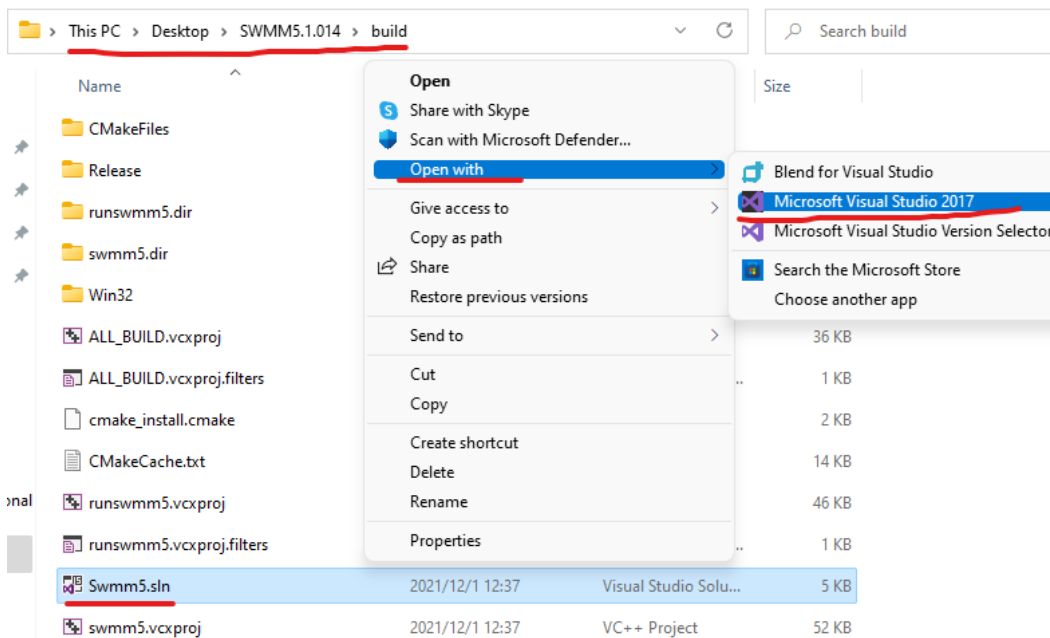 This PC > Desktop > SWMM5.1.014 > build
Search build
Name
Size
CMakeFiles
Release
runswmm5.dir
swmm5.dir
Win32
ALL_BUILD.vcxproj
36 KB
ALL_BUILD.vcxproj.filters
.. 1 KB
cmake_install.cmake
2 KB
CMakeCache.txt
14 KB
runswmm5.vcxproj
46 KB
runswmm5.vcxproj.filters
.. 1 KB
Swmm5.sln 2021/12/1 12:37 Visual Studio Solu... 5 KB
swmm5.vcxproj 2021/12/1 12:37 VC++ Project 52 KB
onal
Open
Share with Skype
Scan with Microsoft Defender...
Open with
Give access to
Copy as path
Share
Restore previous versions
Send to
Cut
Copy
Create shortcut
Delete
Rename
Properties
Blend for Visual Studio
Microsoft Visual Studio 2017
Microsoft Visual Studio Version Selector
Search the Microsoft Store
Choose another app